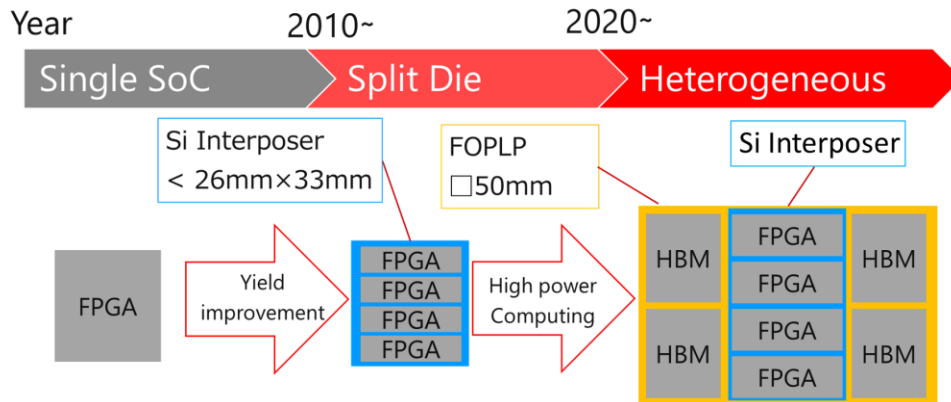 Year
2010~
2020~
Single SoC
Split Die
Heterogeneous
Si Interposer
< 26mm×33mm
FOPLP
□50mm
Si Interposer
FPGA
Yield
improvement
FPGA
FPGA
FPGA
FPGA
High power
Computing
HBM
HBM
FPGA
FPGA
FPGA
FPGA
HBM
HBM